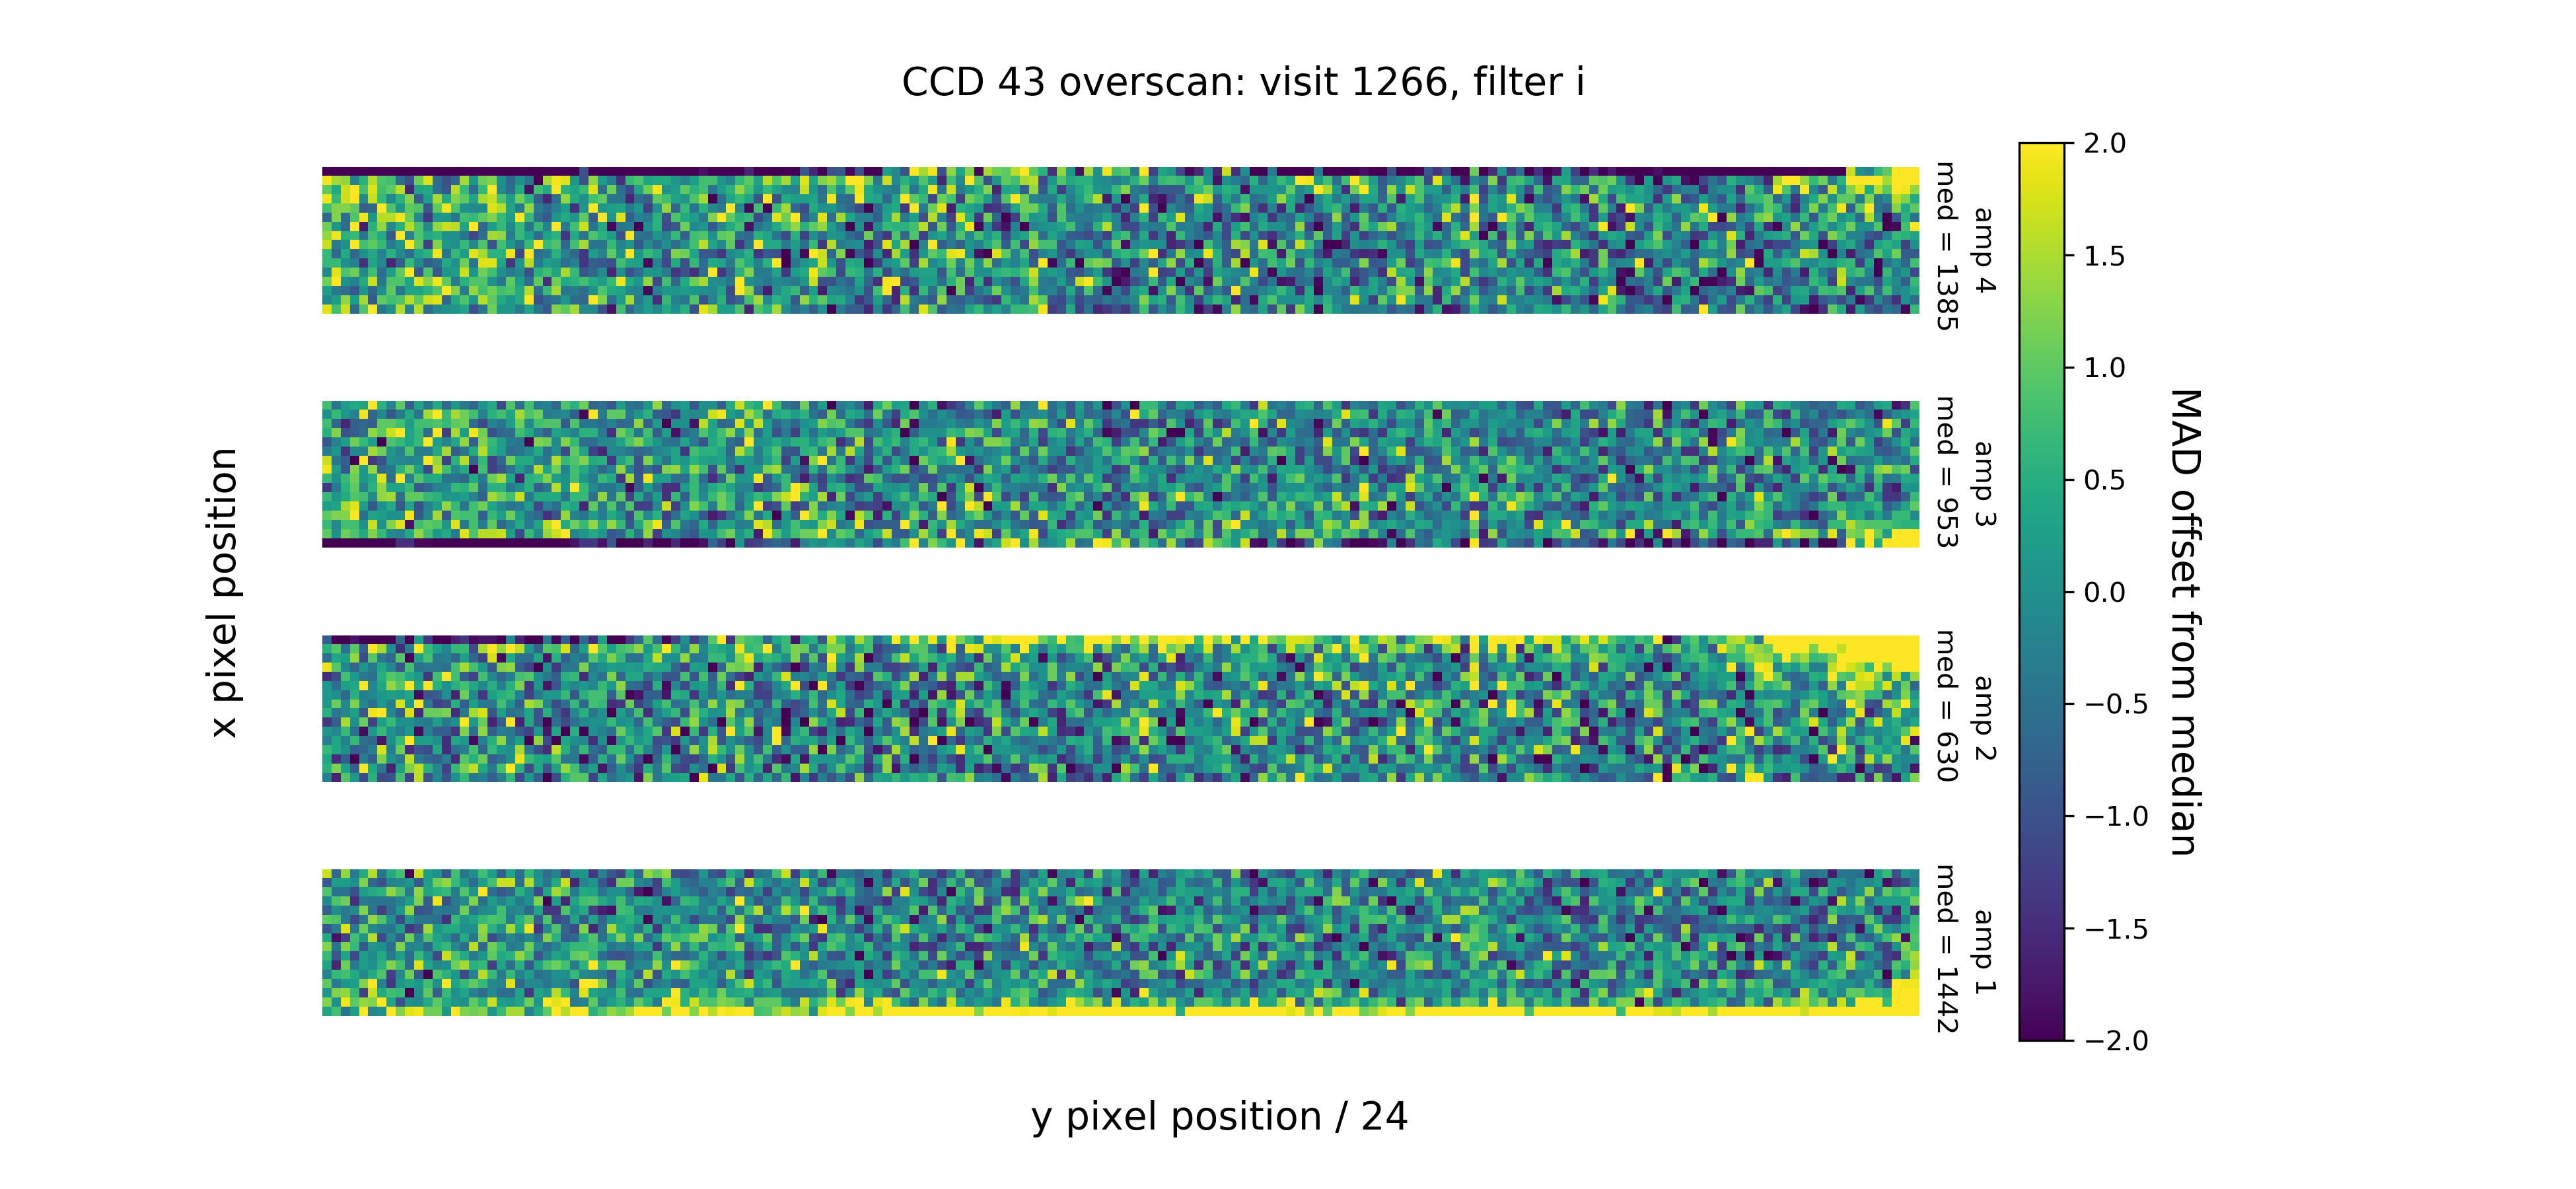 CCD 43 overscan: visit 1266, filter i
x pixel position
amp 4
med = 1385
amp 3
med = 953
amp 2
med = 630
amp 1
med = 1442
y pixel position / 24
2.0
1.5
1.0
0.5
0.0
−0.5
−1.0
−1.5
−2.0
MAD offset from median